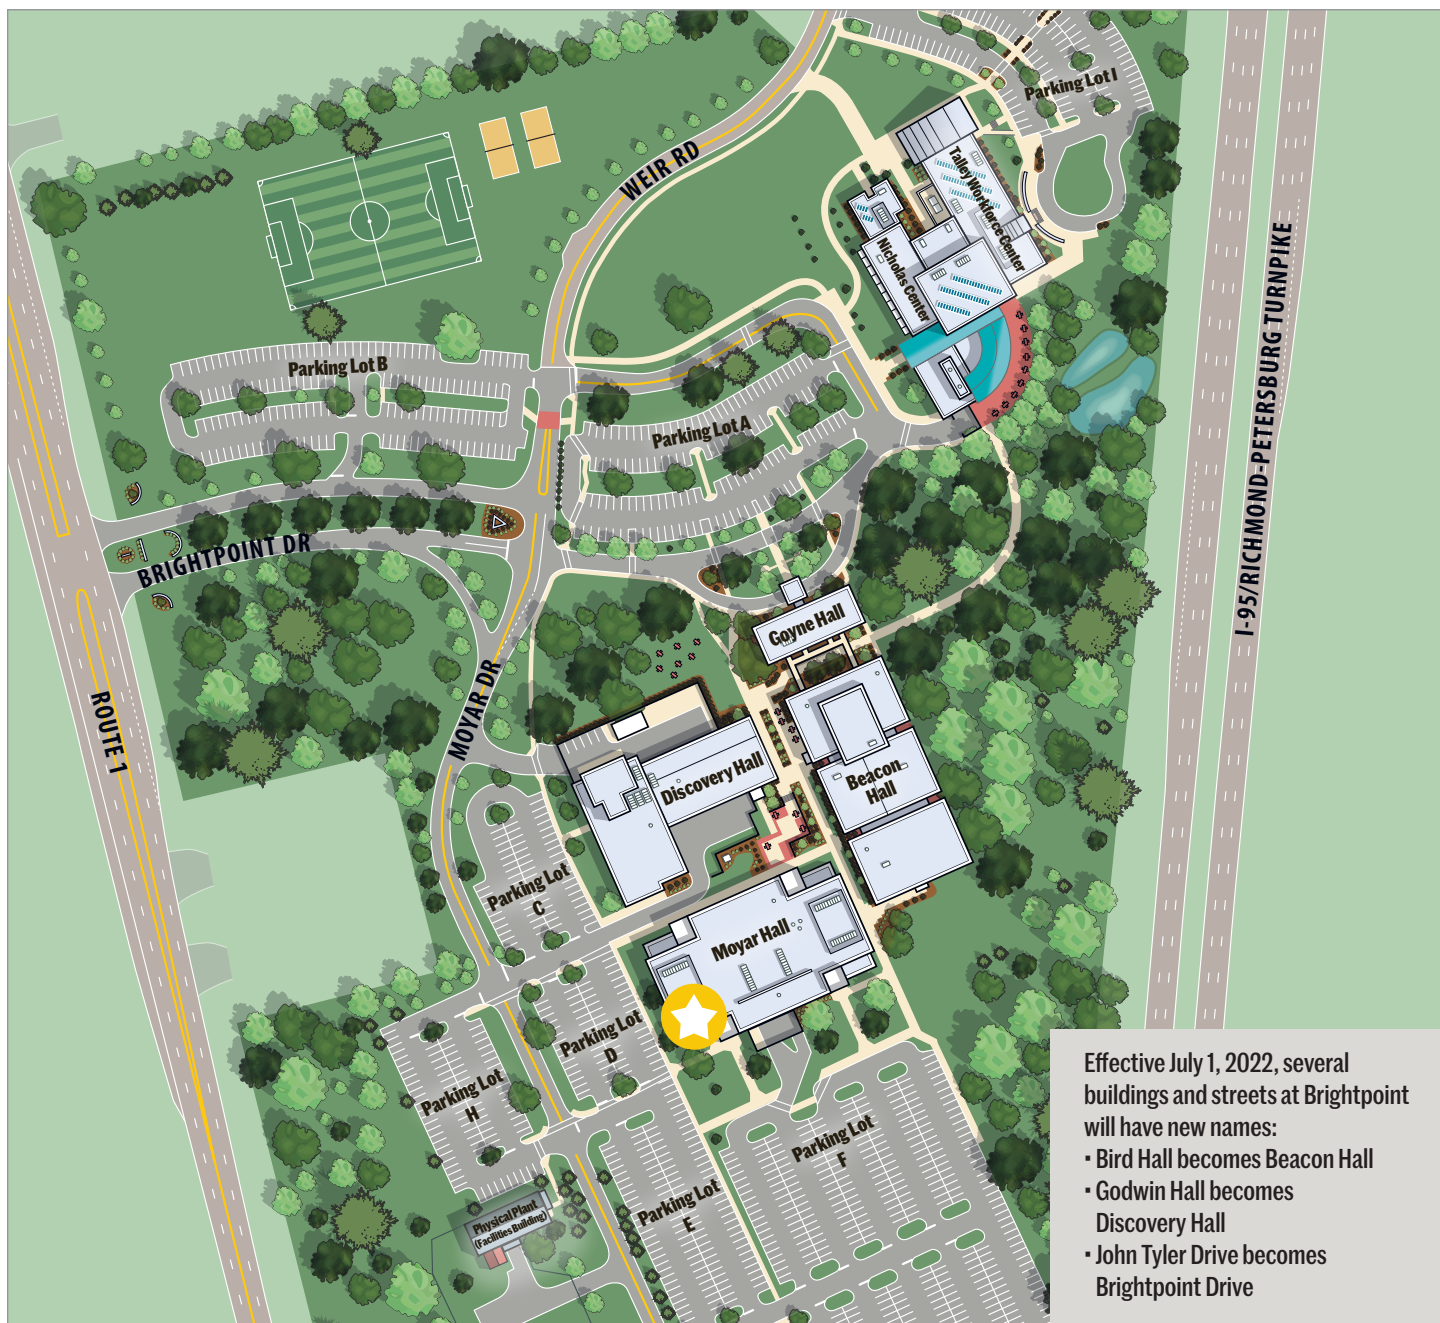 Parking Lot I
WEIR RD
Talley Workforce Center
Nicholas Center
I-95/RICHMOND-PETERSBURG TURNPIKE
Parking Lot B
Parking Lot A
BRIGHTPOINT DR
Goyne Hall
ROUTE 1
MOYAR DR
Discovery Hall
Beacon
Hall
Parking Lot
C
Moyar Hall
Parking Lot
D
Parking Lot
H
Parking Lot
F
Parking Lot
E
Physical Plant
(Facilities Building)
Effective July 1, 2022, several
buildings and streets at Brightpoint
will have new names:
• Bird Hall becomes Beacon Hall
• Godwin Hall becomes
Discovery Hall
• John Tyler Drive becomes
Brightpoint Drive